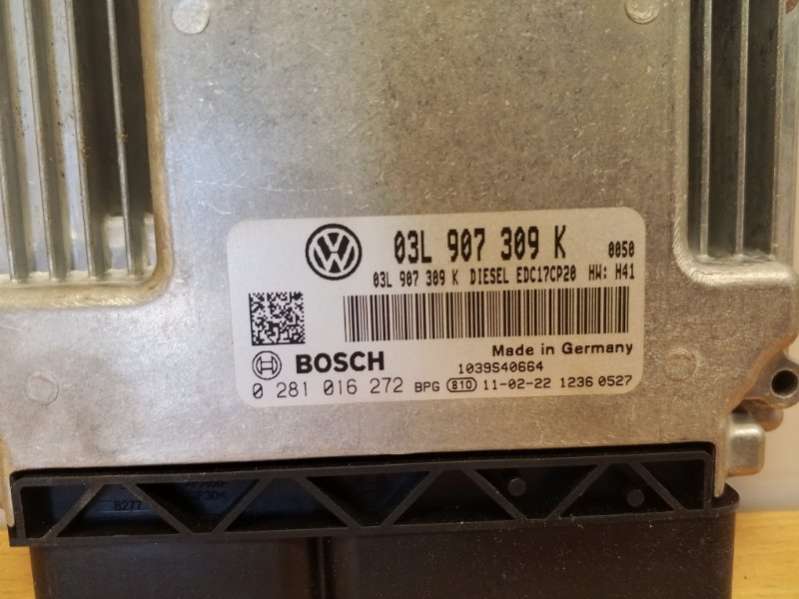 03L 907 309 K 0050
03L 907 309 K DIESEL EDC17CP20 HW: H41
Made in Germany
BOSCH 1039S40664
0 281 016 272 BPG 810 11-02-22 1236 0527
8277